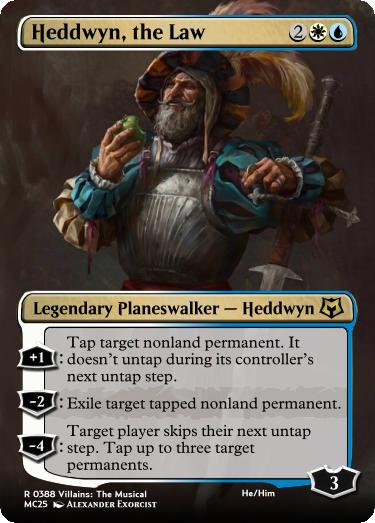 Heddwyn, the Law
2
Legendary Planeswalker — Heddwyn
+1
: Tap target nonland permanent. It
doesn't untap during its controller's
next untap step.
-2
: Exile target tapped nonland permanent.
-4
: Target player skips their next untap
step. Tap up to three target
permanents.
3
R 0388 Villains: The Musical
He/Him
MC25 Alexander Exorcist